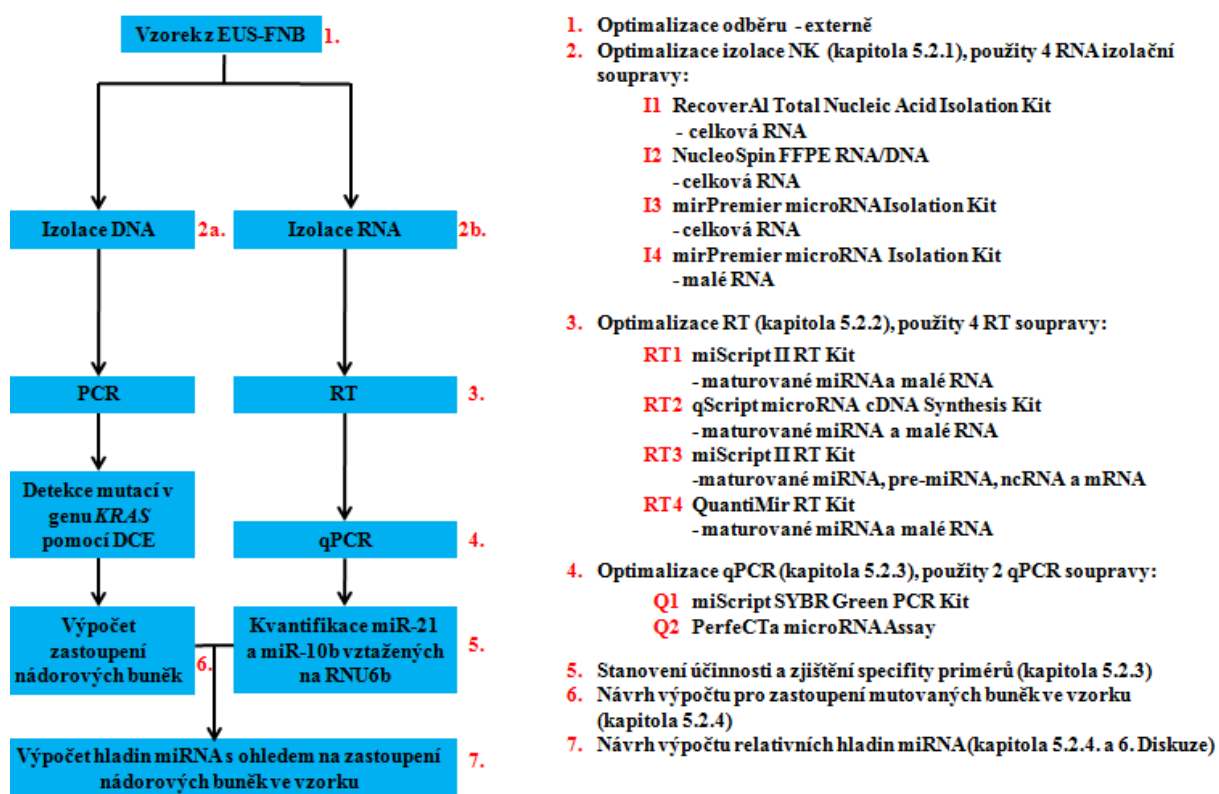 Vzorek z EUS-FNB
1.
Izolace DNA
2a.
Izolace RNA
2b.
PCR
RT
3.
Detekce mutací v
genu KRAS
pomocí DCE
qPCR
4.
Výpočet
zastoupení
nádorových buněk
6.
Kvantifikace miR-21
a miR-10b vztažených
na RNU6b
5.
Výpočet hladin miRNA s ohledem na zastoupení
nádorových buněk ve vzorku
7.
1. Optimalizace odběru - externě
2. Optimalizace izolace NK (kapitola 5.2.1), použity 4 RNA izolační
soupravy:
I1 RecoverAl Total Nucleic Acid Isolation Kit
- celková RNA
I2 NucleoSpin FFPE RNA/DNA
- celková RNA
I3 mirPremier microRNA Isolation Kit
- celková RNA
I4 mirPremier microRNA Isolation Kit
- malé RNA
3. Optimalizace RT (kapitola 5.2.2), použity 4 RT soupravy:
RT1 miScript II RT Kit
- maturované miRNA a malé RNA
RT2 qScript microRNA cDNA Synthesis Kit
- maturované miRNA a malé RNA
RT3 miScript II RT Kit
-maturované miRNA, pre-miRNA, ncRNA a mRNA
RT4 QuantiMir RT Kit
- maturované miRNA a malé RNA
4. Optimalizace qPCR (kapitola 5.2.3), použity 2 qPCR soupravy:
Q1 miScript SYBR Green PCR Kit
Q2 PerfeCTa microRNA Assay
5. Stanovení účinnosti a zjištění specifity primérů (kapitola 5.2.3)
6. Návrh výpočtu pro zastoupení mutovaných buněk ve vzorku
(kapitola 5.2.4)
7. Návrh výpočtu relativních hladin miRNA (kapitola 5.2.4. a 6. Diskuze)